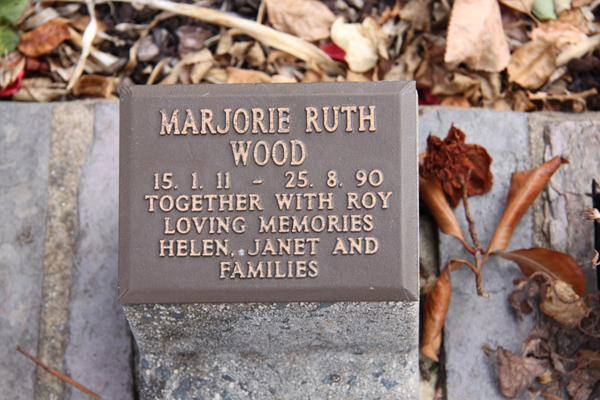 MARJORIE RUTH
WOOD
15. 1. 11 - 25. 8. 90
TOGETHER WITH ROY
LOVING MEMORIES
HELEN, JANET AND
FAMILIES